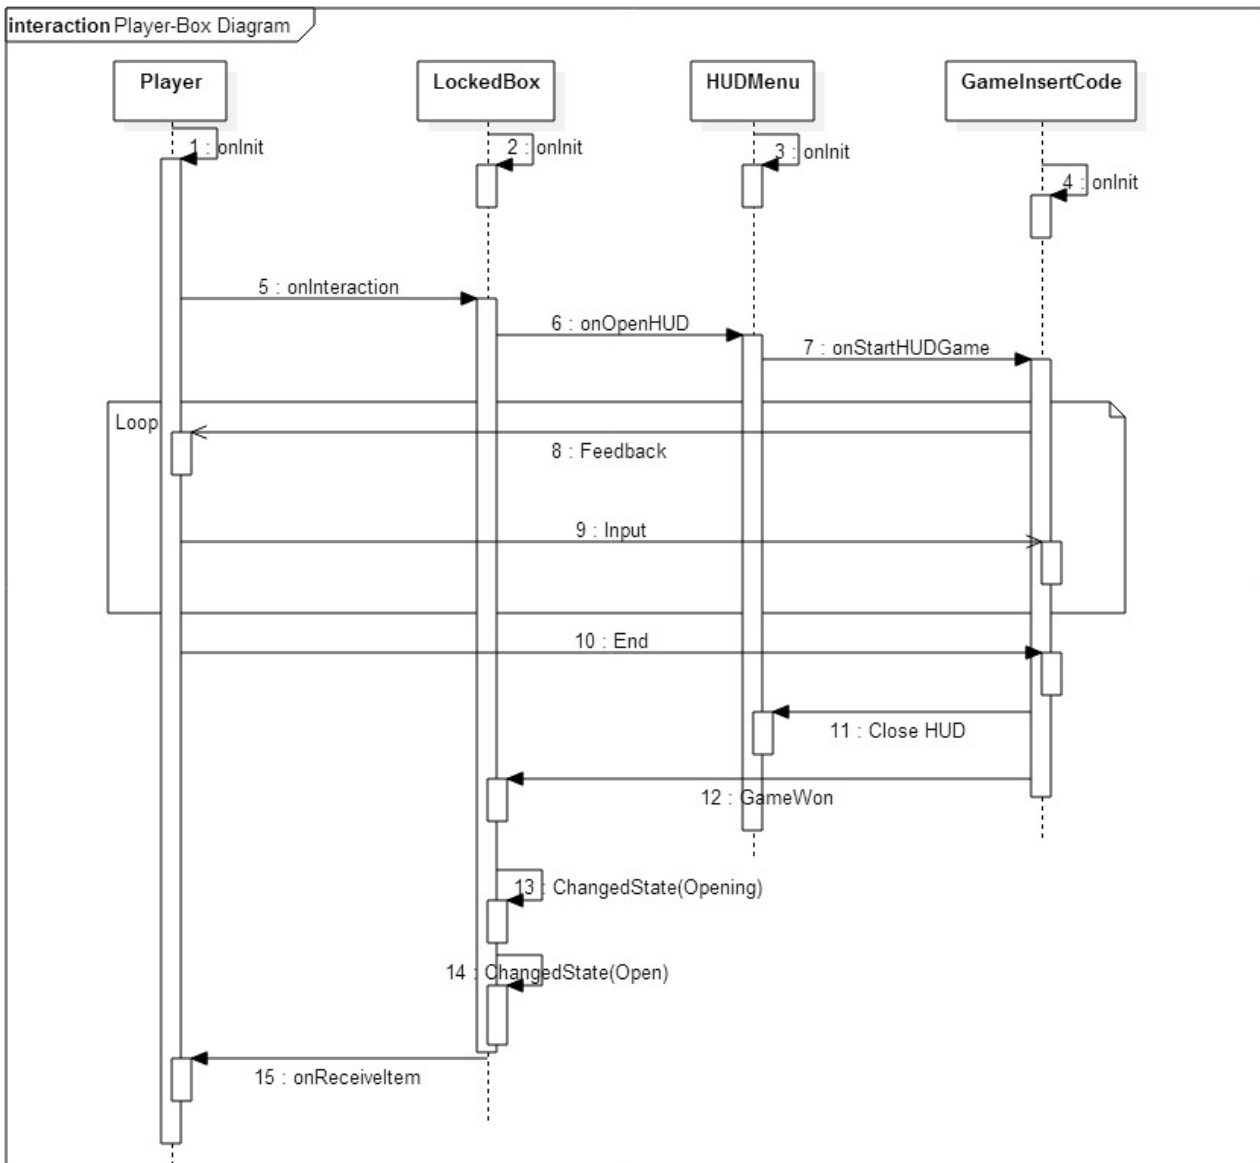 interaction Player-Box Diagram
Player
LockedBox
HUDMenu
GameInsertCode
1 : onInit
2 : onInit
3 : onInit
4 : onInit
5 : onInteraction
6 : onOpenHUD
7 : onStartHUDGame
Loop
8 : Feedback
9 : Input
10 : End
11 : Close HUD
12 : GameWon
13 : ChangedState(Opening)
14 : ChangedState(Open)
15 : onReceiveItem